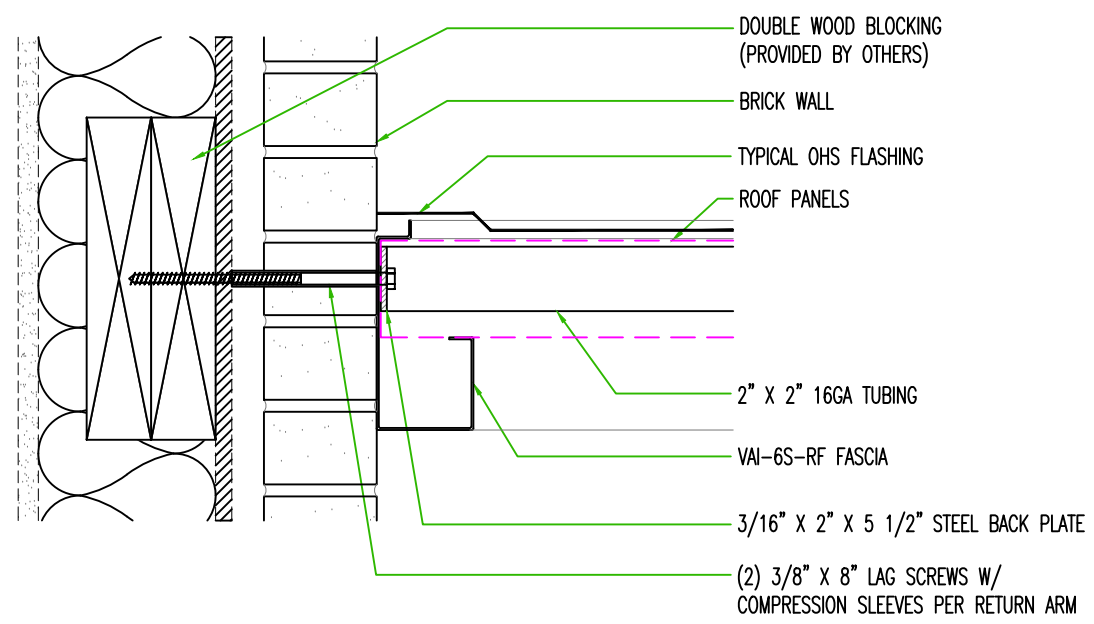 DOUBLE WOOD BLOCKING
(PROVIDED BY OTHERS)
BRICK WALL
TYPICAL OHS FLASHING
ROOF PANELS
2” X 2” 16GA TUBING
VAI-6S-RF FASCIA
3/16” X 2” X 5 1/2” STEEL BACK PLATE
(2) 3/8” X 8” LAG SCREWS W/
COMPRESSION SLEEVES PER RETURN ARM